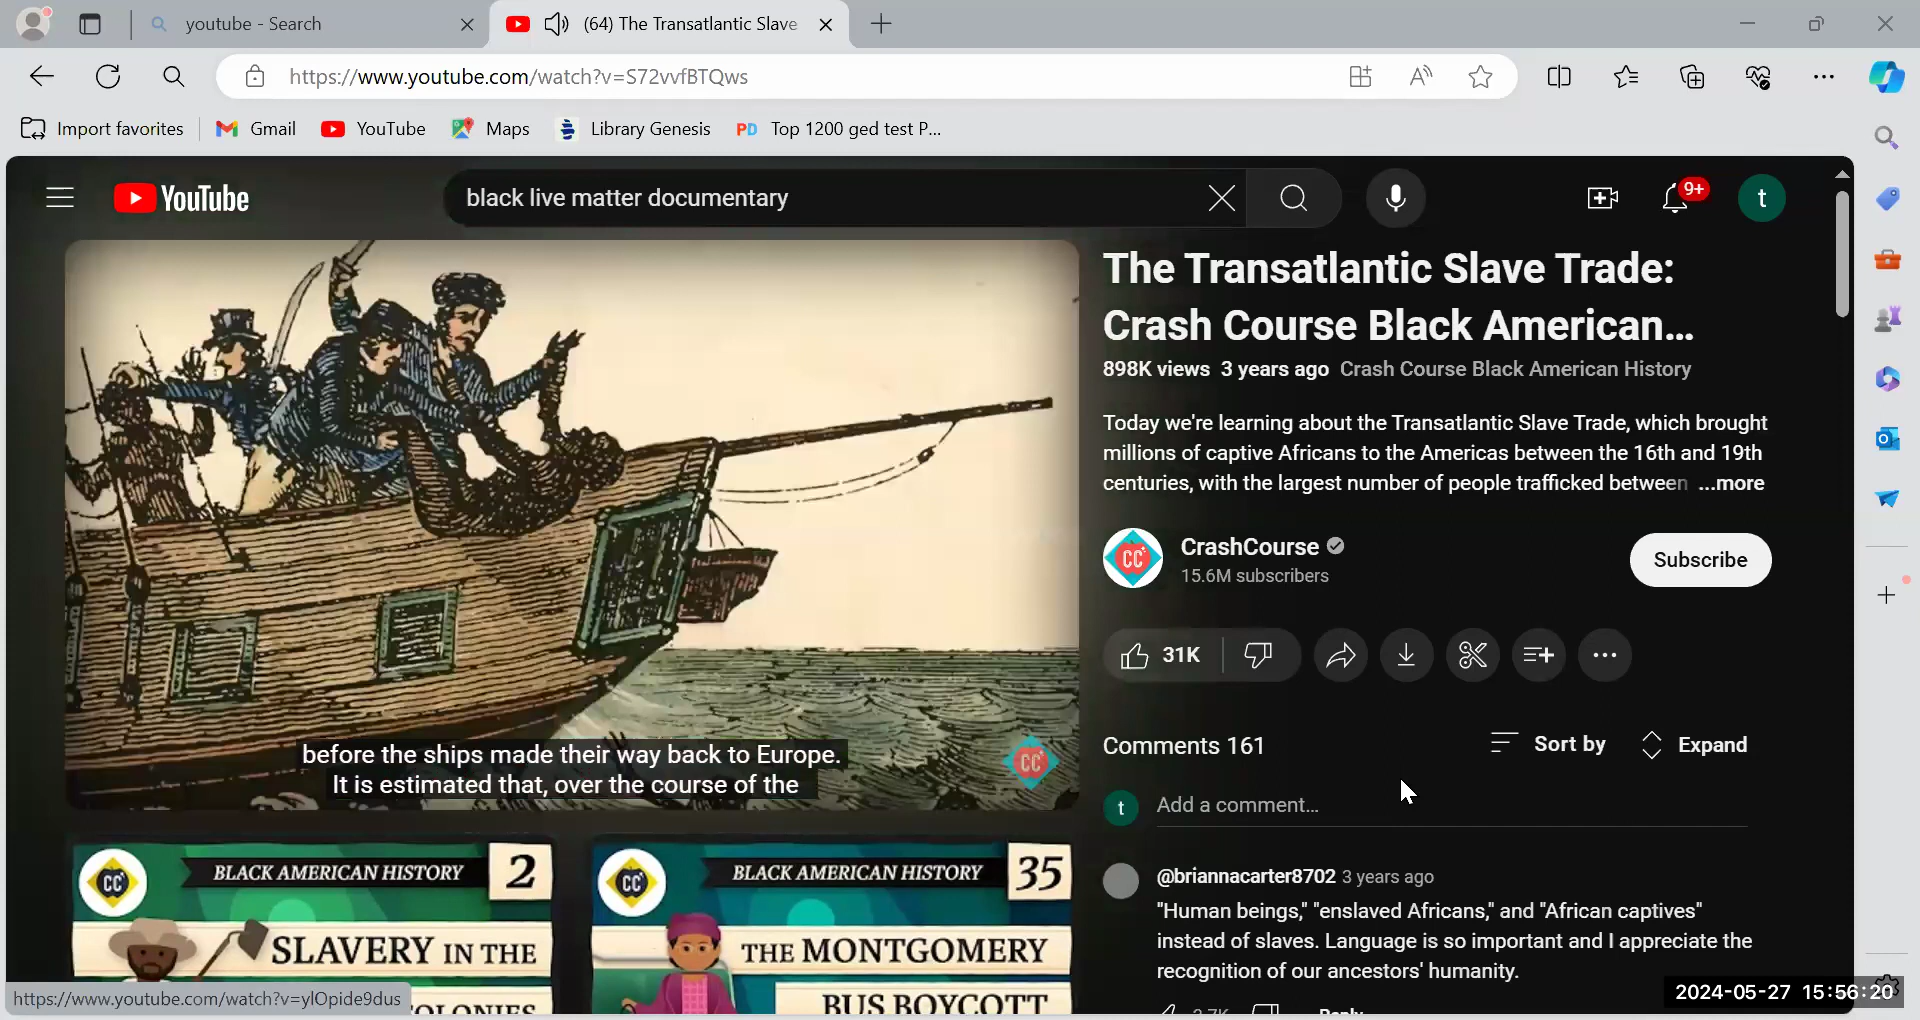 youtube - Search
(64) The Transatlantic Slave
https://www.youtube.com/watch?v=S72vvfBTQws
Import favorites
Gmail
YouTube
Maps
Library Genesis
PD Top 1200 ged test P...
YouTube
black live matter documentary
9+
t
The Transatlantic Slave Trade:
Crash Course Black American...
898K views 3 years ago Crash Course Black American History
Today we're learning about the Transatlantic Slave Trade, which brought
millions of captive Africans to the Americas between the 16th and 19th
centuries, with the largest number of people trafficked between ...more
CC
CrashCourse
15.6M subscribers
Subscribe
31K
Comments 161
Sort by
Expand
t
Add a comment...
@briannacarter8702 3 years ago
"Human beings," "enslaved Africans," and "African captives"
instead of slaves. Language is so important and I appreciate the
recognition of our ancestors' humanity.
Reply
before the ships made their way back to Europe.
It is estimated that, over the course of the
CC
CC
BLACK AMERICAN HISTORY
2
SLAVERY IN THE
COLONIES
CC
BLACK AMERICAN HISTORY
35
THE MONTGOMERY
BUS BOYCOTT
https://www.youtube.com/watch?v=ylOpide9dus
2024-05-27 15:56:20